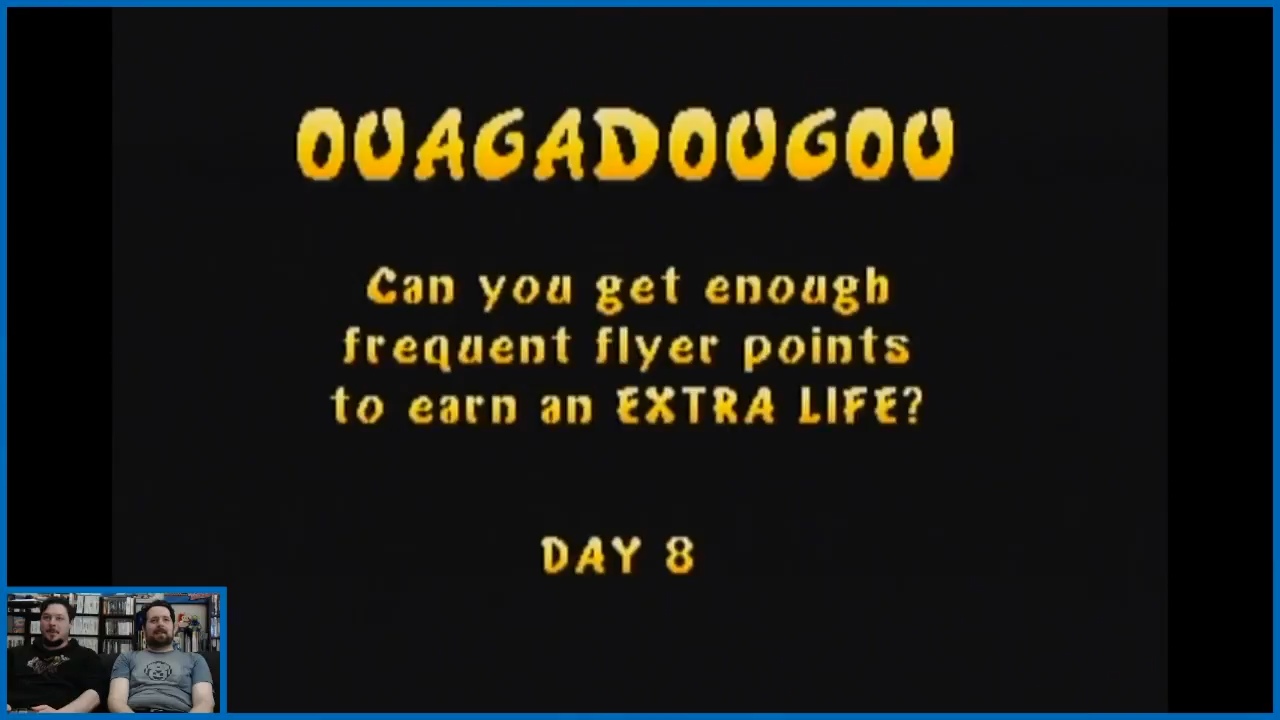 OUAGADOUGOU
Can you get enough
frequent flyer points
to earn an EXTRA LIFE?
DAY 8